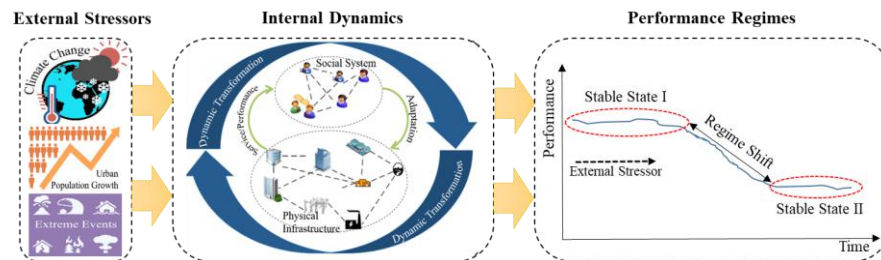 External Stressors
Climate Change
Urban
Population Growth
Extreme Events
Internal Dynamics
Dynamic Transformation
Social System
Service/Performance
Adaptation
Physical
Infrastructure
Dynamic Transformation
Performance Regimes
Performance
Stable State I
Regime Shift
External Stressor
Stable State II
Time